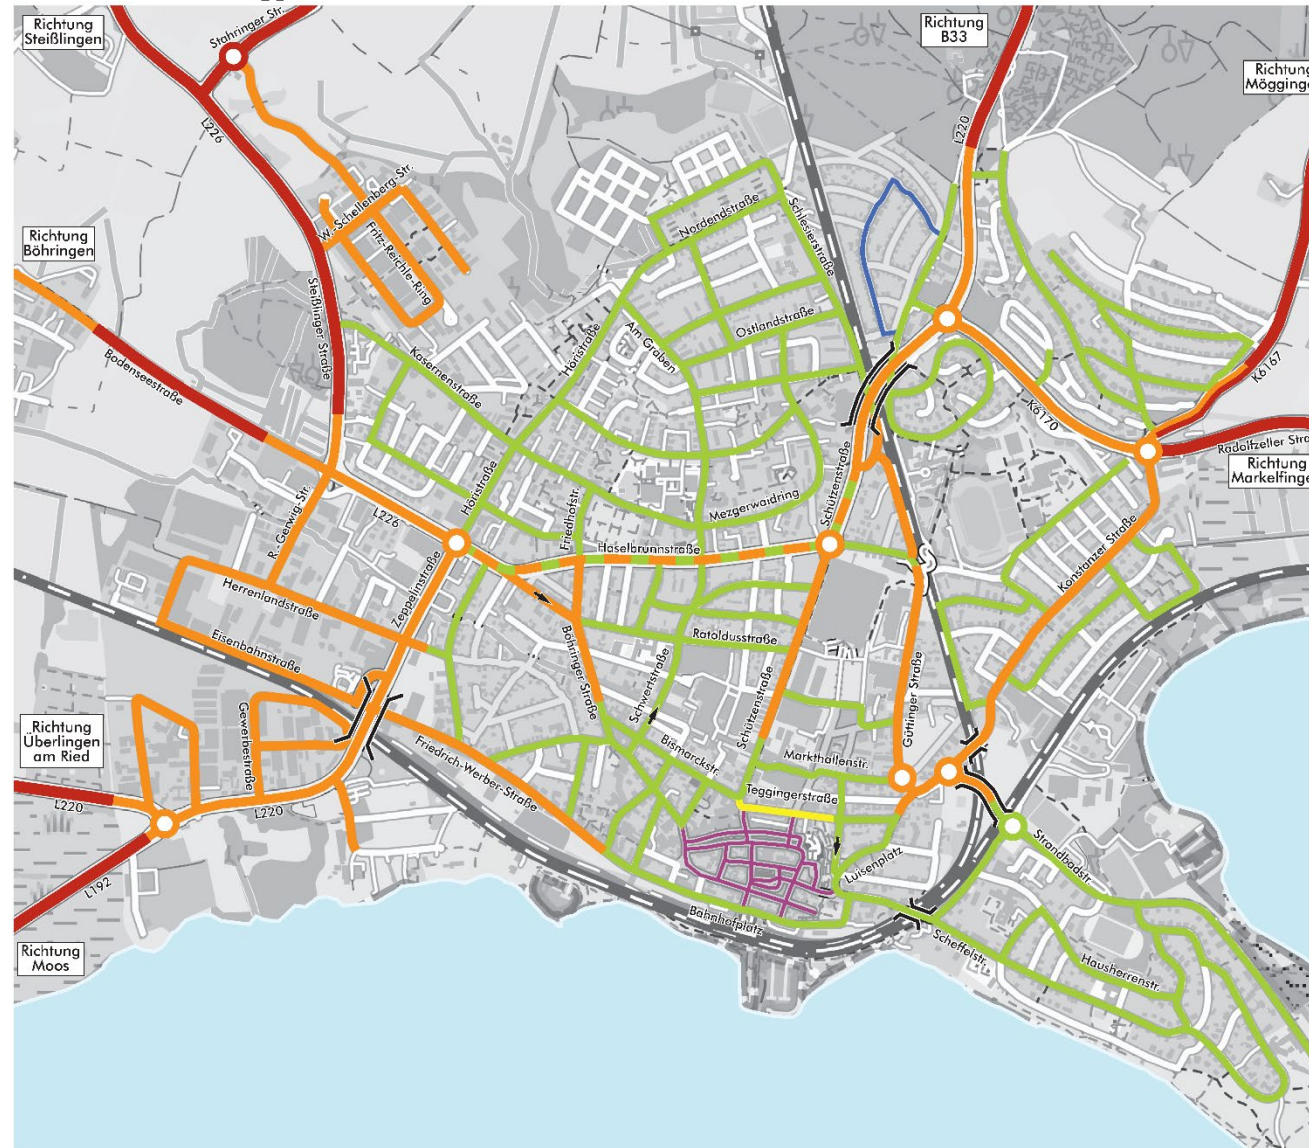 Richtung
Steißlingen
Stahringer Str.
Richtung
B33
Richtung
Mögginge
L226
L220
W.-Schellenberg-Str.
Fritz-Reichle-Ring
Nordendstraße
Schlesierstraße
Richtung
Böhringen
Steißlinger Straße
Bodenseestraße
Kasernenstraße
Höristraße
Am Graben
Ostlandstraße
K6167
K6170
Radolfzeller Straß
Richtung
Markelfinge
Schützenstraße
Höristraße
Friedhofstr.
Mezgerwaidring
R.-Gerwig-Str.
L226
Haselbrunnstraße
Konstanzer Straße
Herrenlandstraße
Zeppelinstraße
Eisenbahnstraße
Böhringer Straße
Ratoldusstraße
Schwertstraße
Schützenstraße
Güttinger Straße
Richtung
Überlingen
am Ried
Gewerbestraße
Friedrich-Werber-Straße
Bismarckstr.
Markthallenstr.
Teggingerstraße
L220
L220
Strandbadstr.
Luisenplatz
L192
Bahnhofplatz
Scheffelstr.
Hausherrenstr.
Richtung
Moos